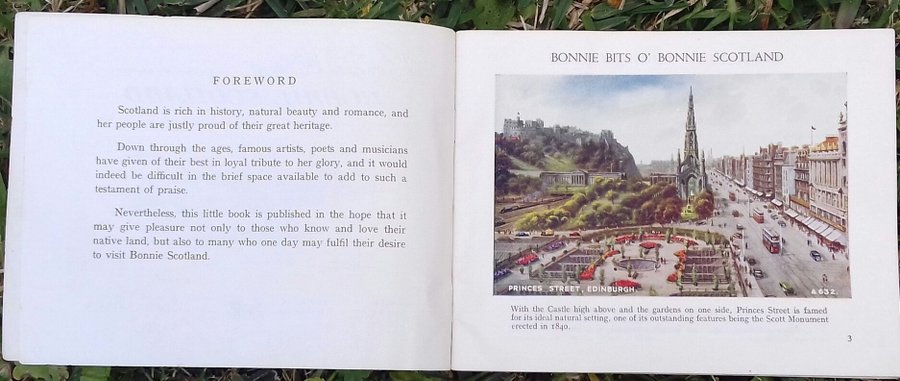 FOREWORD
Scotland is rich in history, natural beauty and romance, and
her people are justly proud of their great heritage.
Down through the ages, famous artists, poets and musicians
have given of their best in loyal tribute to her glory, and it would
indeed be difficult in the brief space available to add to such a
testament of praise.
Nevertheless, this little book is published in the hope that it
may give pleasure not only to those who know and love their
native land, but also to many who one day may fulfil their desire
to visit Bonnie Scotland.
BONNIE BITS O' BONNIE SCOTLAND
PRINCES STREET, EDINBURGH
A 632.
With the Castle high above and the gardens on one side, Princes Street is famed
for its ideal natural setting, one of its outstanding features being the Scott Monument
erected in 1840.
3